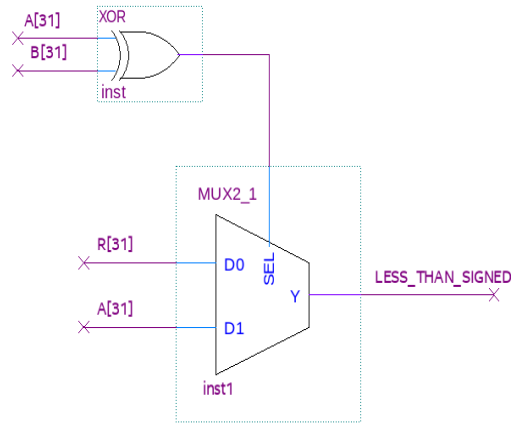 XOR
A[31]
B[31]
inst
MUX2_1
R[31]
D0
SEL
LESS_THAN_SIGNED
Y
A[31]
D1
inst1